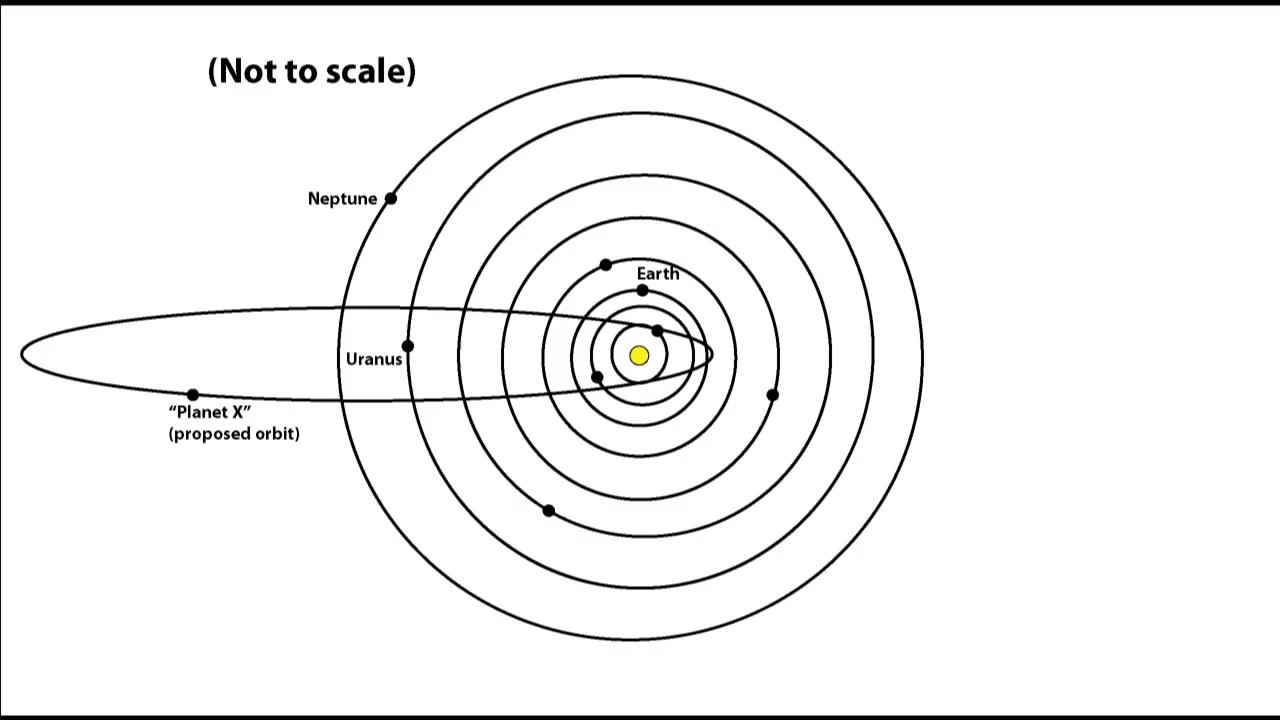 (Not to scale)
Neptune
Earth
Uranus
“Planet X”
(proposed orbit)